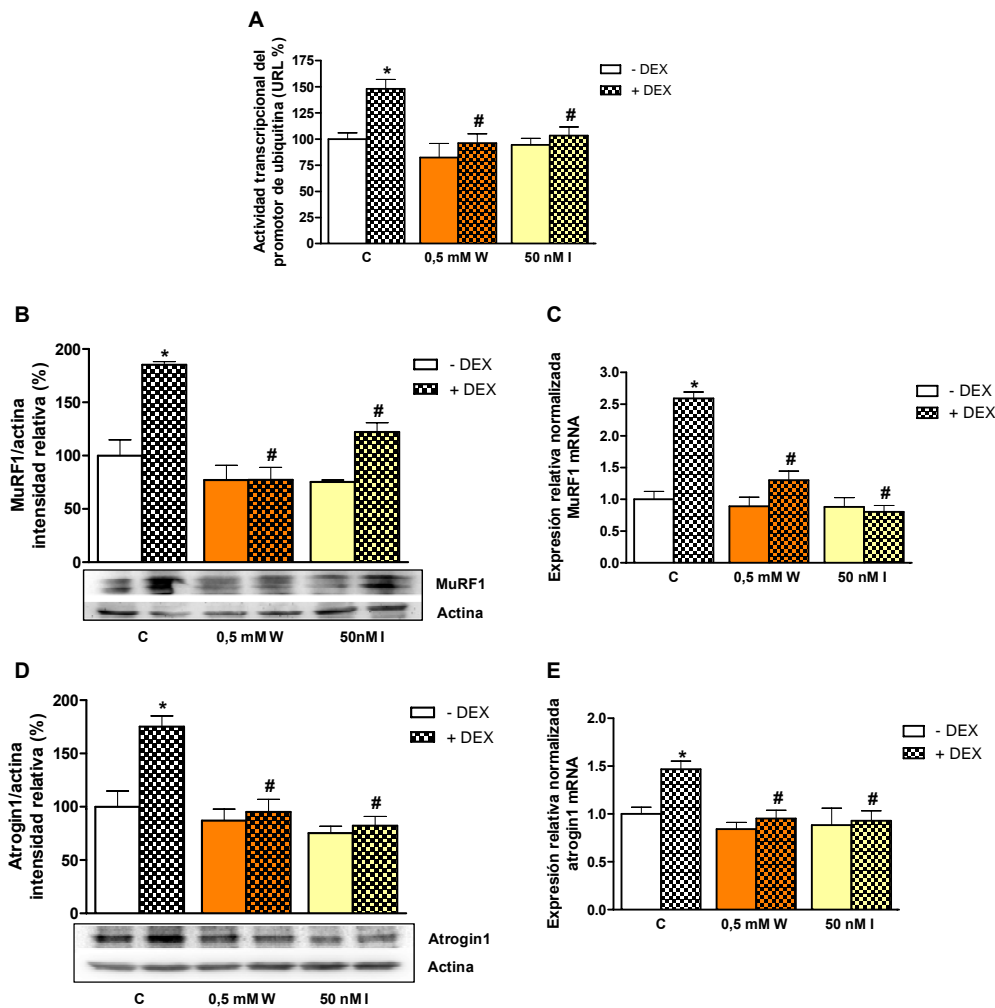 A
Actividad transcripcional del
promotor de ubiquitina (URL %)
175
150
125
100
75
50
25
0
*
#
#
- DEX
+ DEX
C
0,5 mM W
50 nM I
B
MuRF1/actina
intensidad relativa (%)
200
150
100
50
0
*
#
#
- DEX
+ DEX
MuRF1
Actina
C
0,5 mM W
50nM I
C
Expresión relativa normalizada
MuRF1 mRNA
2.5
2.0
1.5
1.0
0.5
0.0
*
#
#
- DEX
+ DEX
C
0,5 mM W
50 nM I
D
Atrogin1/actina
intensidad relativa (%)
200
150
100
50
0
*
#
#
- DEX
+ DEX
Atrogin1
Actina
C
0,5 mM W
50 nM I
E
Expresión relativa normalizada
atrogin1 mRNA
2.0
1.5
1.0
0.5
0.0
*
#
#
- DEX
+ DEX
C
0,5 mM W
50 nM I